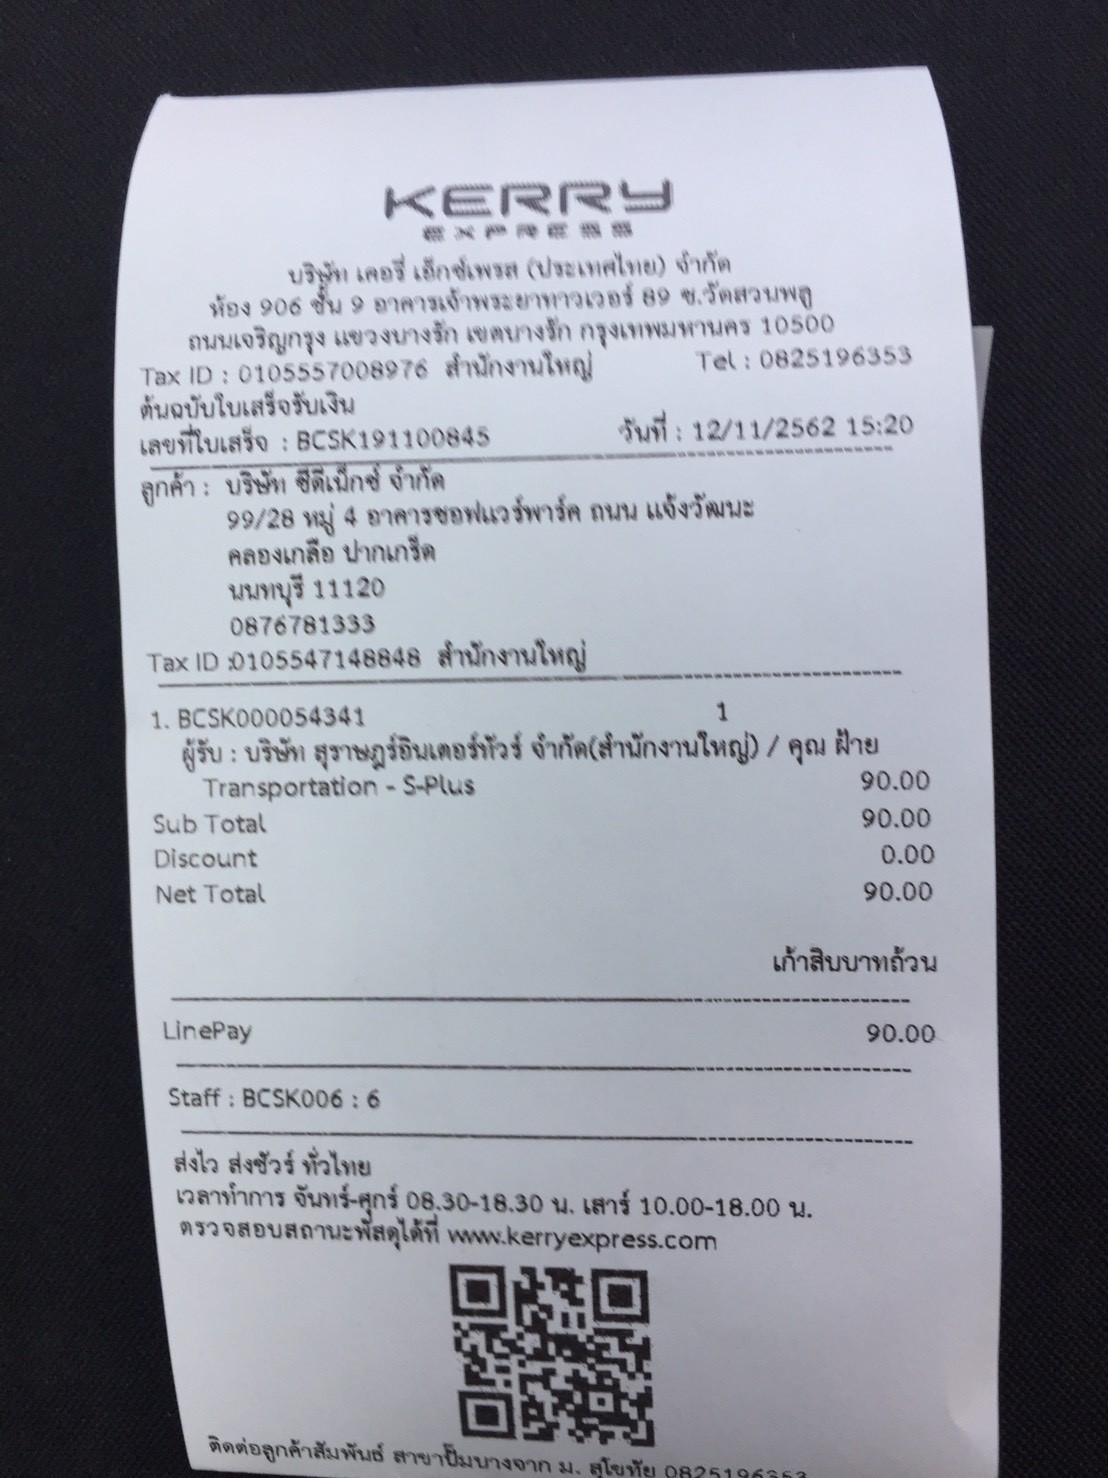 KERRY
EXPRESS
บริษัท เคอรี่ เอ็กซ์เพรส (ประเทศไทย) จำกัด
ห้อง 906 ชั้น 9 อาคารเจ้าพระยาทาวเวอร์ 89 ซ.วัดสวนพลู
ถนนเจริญกรุง แขวงบางรัก เขตบางรัก กรุงเทพมหานคร 10500
Tax ID : 0105557008976 สำนักงานใหญ่ Tel : 0825196353
ต้นฉบับใบเสร็จรับเงิน
เลขที่ใบเสร็จ : BCSK191100845 วันที่ : 12/11/2562 15:20
ลูกค้า : บริษัท ซีดีเน็กซ์ จำกัด
99/28 หมู่ 4 อาคารซอฟแวร์พาร์ค ถนน แจ้งวัฒนะ
คลองเกลือ ปากเกร็ด
นนทบุรี 11120
0876781333
Tax ID :0105547148848 สำนักงานใหญ่
1. BCSK000054341 1
ผู้รับ : บริษัท สุราษฎร์อินเตอร์ทัวร์ จำกัด(สำนักงานใหญ่) / คุณ ฝ้าย
Transportation - S-Plus 90.00
Sub Total 90.00
Discount 0.00
Net Total 90.00
เก้าสิบบาทถ้วน
LinePay 90.00
Staff : BCSK006 : 6
ส่งไว ส่งชัวร์ ทั่วไทย
เวลาทำการ จันทร์-ศุกร์ 08.30-18.30 น. เสาร์ 10.00-18.00 น.
ตรวจสอบสถานะพัสดุได้ที่ www.kerryexpress.com
ติดต่อลูกค้าสัมพันธ์ สาขาปั๊มบางจาก ม. สุโขทัย 0825196353